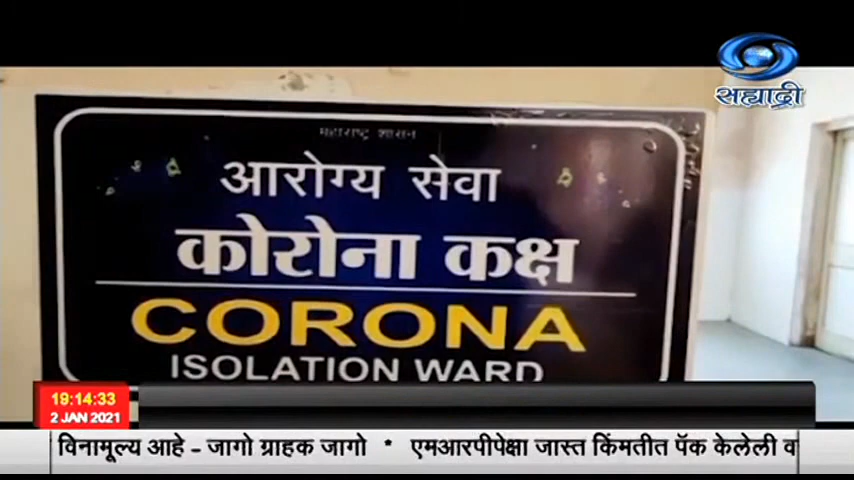 सह्याद्री
महाराष्ट्र शासन
आरोग्य सेवा
कोरोना कक्ष
CORONA
ISOLATION WARD
19:14:33
2 JAN 2021
विनामूल्य आहे - जागो ग्राहक जागो * एमआरपीपेक्षा जास्त किंमतीत पॅक केलेली व